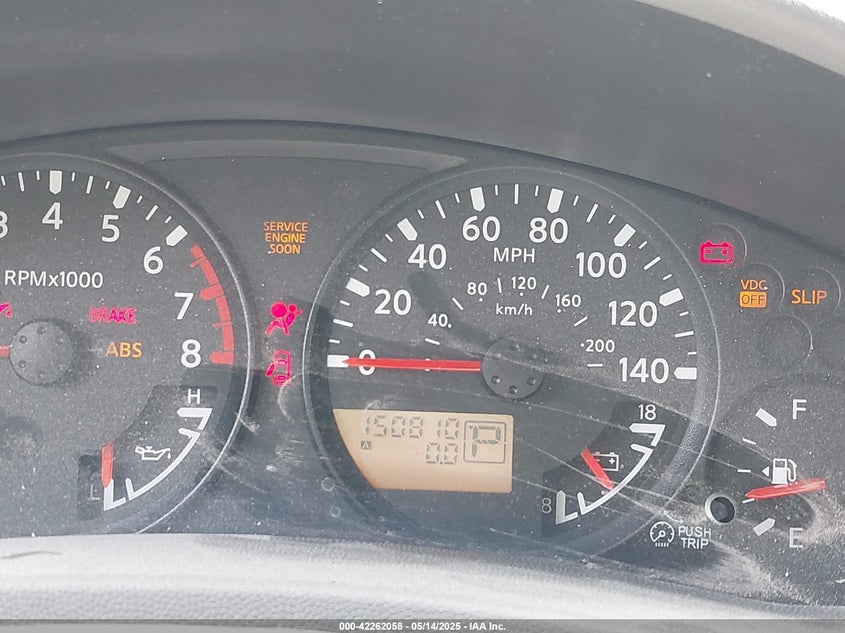 3 4 5 6 7 8
RPMx1000
BRAKE
ABS
H
L
SERVICE
ENGINE
SOON
0 20 40 60 80 100 120 140
MPH
40 80 120 160 200
km/h
150810
A
0.0
P
18
8
VDC
OFF
SLIP
F
E
PUSH
TRIP
000-42262058 - 05/14/2025 - IAA Inc.